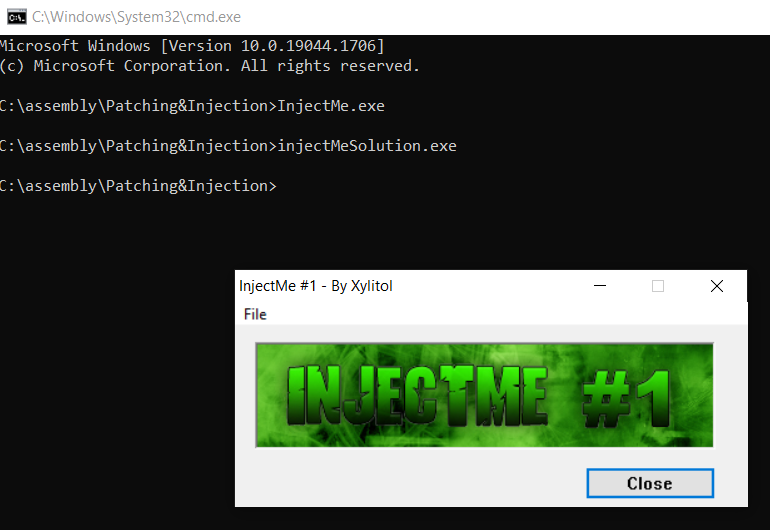 C:\Windows\System32\cmd.exe
Microsoft Windows [Version 10.0.19044.1706]
(c) Microsoft Corporation. All rights reserved.
C:\assembly\Patching&Injection>InjectMe.exe
C:\assembly\Patching&Injection>injectMeSolution.exe
C:\assembly\Patching&Injection>
InjectMe #1 - By Xylitol
File
INJECTME #1
Close